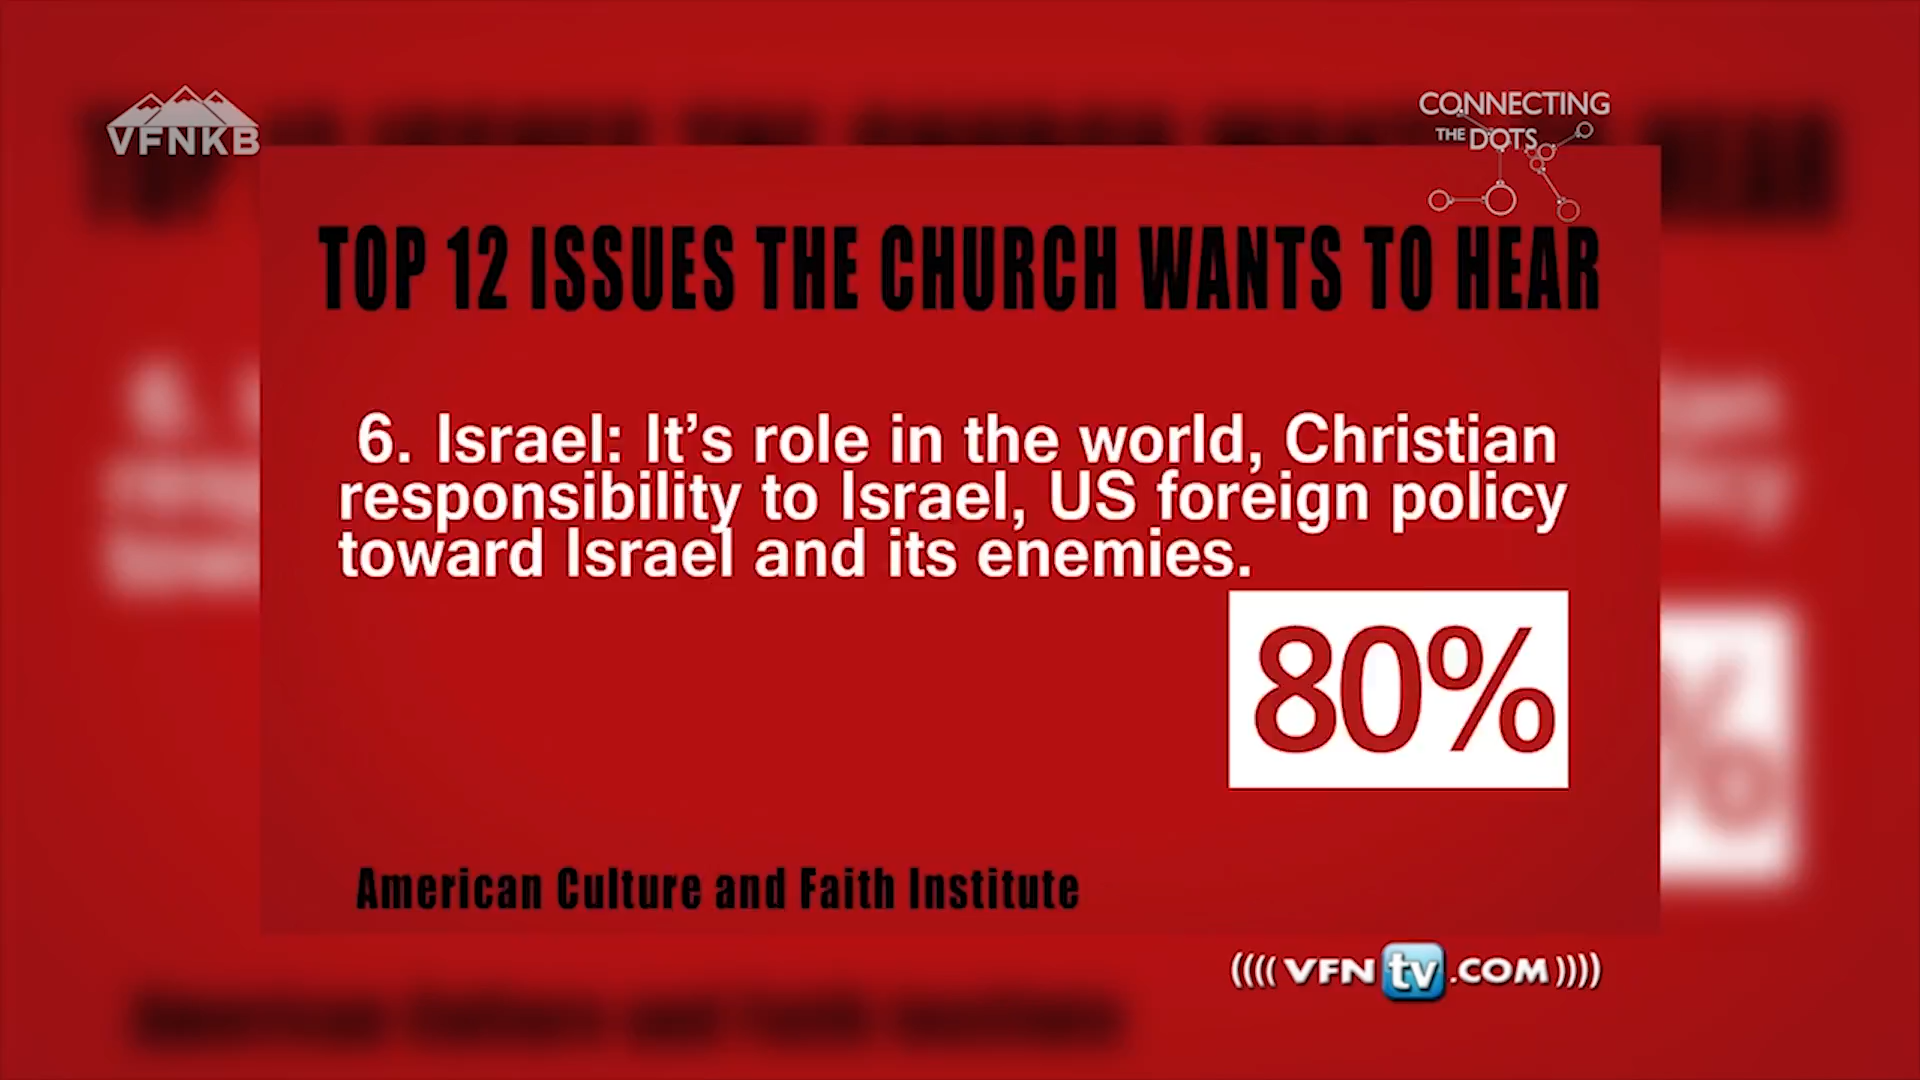 VFNKB
CONNECTING
THE DOTS
TOP 12 ISSUES THE CHURCH WANTS TO HEAR
6. Israel: It’s role in the world, Christian
responsibility to Israel, US foreign policy
toward Israel and its enemies.
80%
American Culture and Faith Institute
((((VFN tv .COM))))